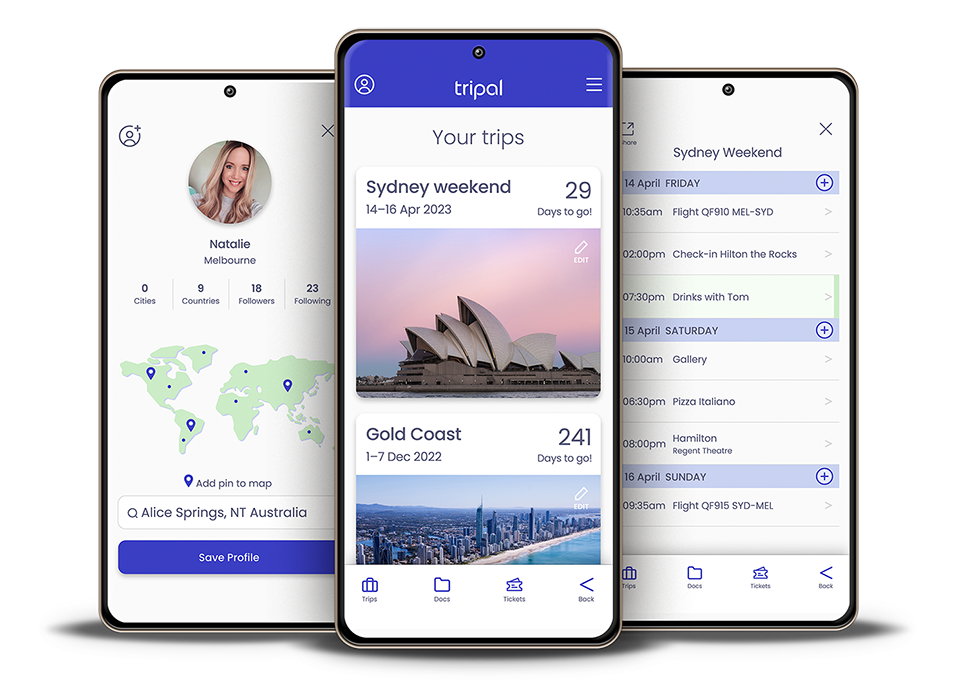 Natalie
Melbourne
0
Cities
9
Countries
18
Followers
23
Following
Add pin to map
Alice Springs, NT Australia
Save Profile
tripal
Your trips
Sydney weekend
29
14–16 Apr 2023
Days to go!
EDIT
Gold Coast
241
1–7 Dec 2022
Days to go!
EDIT
Trips
Docs
Tickets
Back
hare
Sydney Weekend
14 April FRIDAY
10:35am Flight QF910 MEL-SYD
02:00pm Check-in Hilton the Rocks
07:30pm Drinks with Tom
15 April SATURDAY
10:00am Gallery
06:30pm Pizza Italiano
08:00pm Hamilton
Regent Theatre
16 April SUNDAY
09:35am Flight QF915 SYD-MEL
Trips
Docs
Tickets
Back